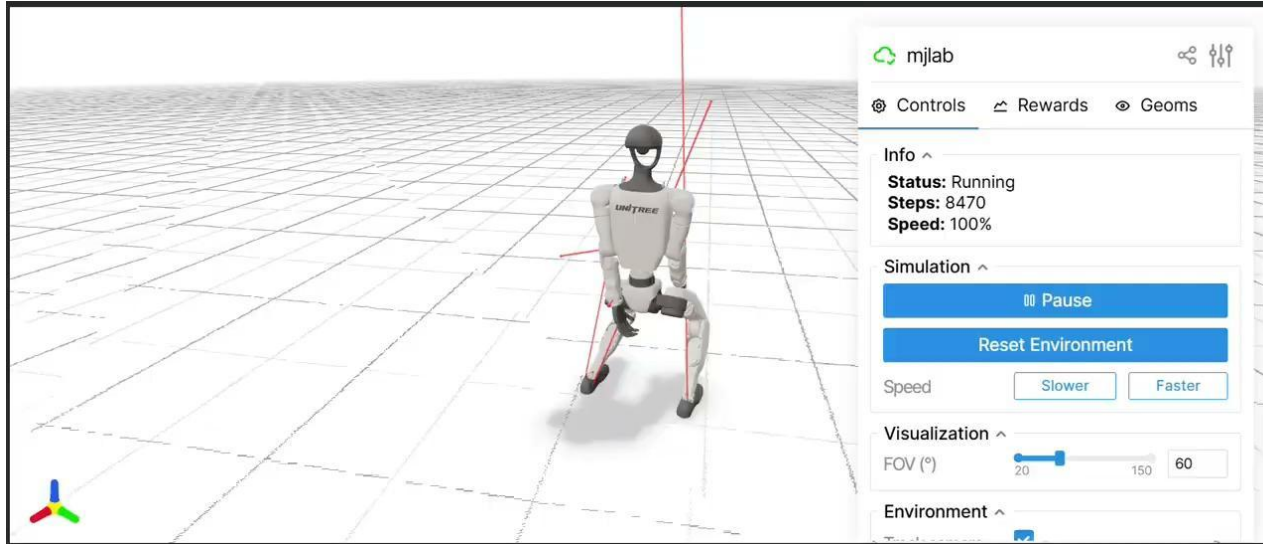 mjlab
Controls Rewards Geoms
Info
Status: Running
Steps: 8470
Speed: 100%
UNITREE
Simulation
Pause
Reset Environment
Speed Slower Faster
Visualization
FOV (°) 20 150 60
Environment